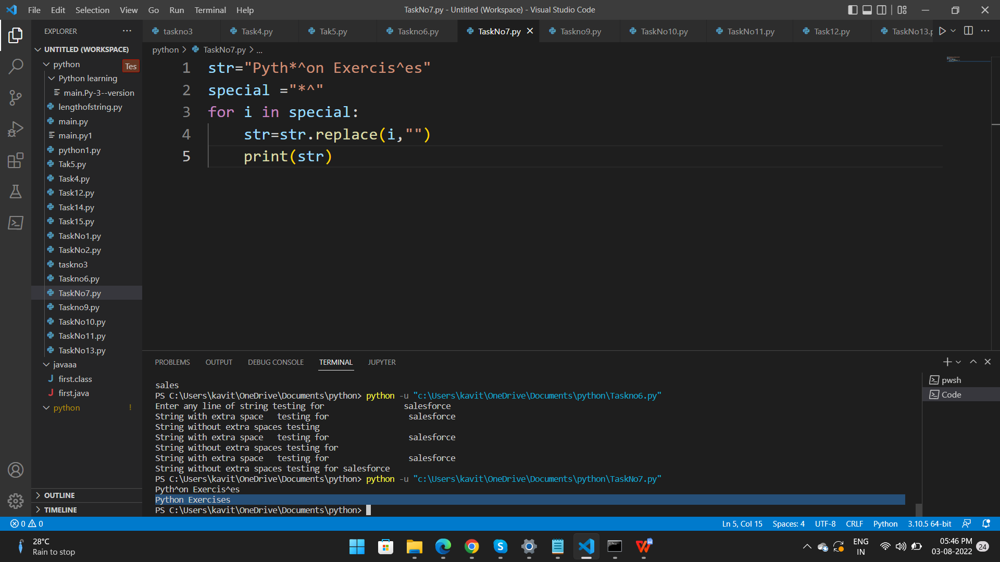 File Edit Selection View Go Run Terminal Help
TaskNo7.py - Untitled (Workspace) - Visual Studio Code
EXPLORER
UNTITLED (WORKSPACE)
python
Tes
Python learning
main.Py-3--version
lengthofstring.py
main.py
main.py1
python1.py
Tak5.py
Task4.py
Task12.py
Task14.py
Task15.py
TaskNo1.py
TaskNo2.py
taskno3
Taskno6.py
TaskNo7.py
Taskno9.py
TaskNo10.py
TaskNo11.py
TaskNo13.py
javaaa
J first.class
J first.java
python !
OUTLINE
TIMELINE
taskno3 Task4.py Tak5.py Taskno6.py TaskNo7.py Taskno9.py TaskNo10.py TaskNo11.py Task12.py TaskNo13.p
python > TaskNo7.py > ...
1 str="Pyth*^on Exercis^es"
2 special ="*^"
3 for i in special:
4 str=str.replace(i,"")
5 print(str)
PROBLEMS OUTPUT DEBUG CONSOLE TERMINAL JUPYTER
sales
PS C:\Users\kavit\OneDrive\Documents\python> python -u "c:\Users\kavit\OneDrive\Documents\python\Taskno6.py"
Enter any line of string testing for                 salesforce
String with extra space   testing for                 salesforce
String without extra spaces testing
String with extra space   testing for                 salesforce
String without extra spaces testing for
String with extra space   testing for                 salesforce
String without extra spaces testing for salesforce
PS C:\Users\kavit\OneDrive\Documents\python> python -u "c:\Users\kavit\OneDrive\Documents\python\TaskNo7.py"
Pyth^on Exercis^es
Python Exercises
PS C:\Users\kavit\OneDrive\Documents\python>
pwsh
Code
0 0
Ln 5, Col 15 Spaces: 4 UTF-8 CRLF Python 3.10.5 64-bit
28°C
Rain to stop
ENG
IN
05:46 PM
03-08-2022
24